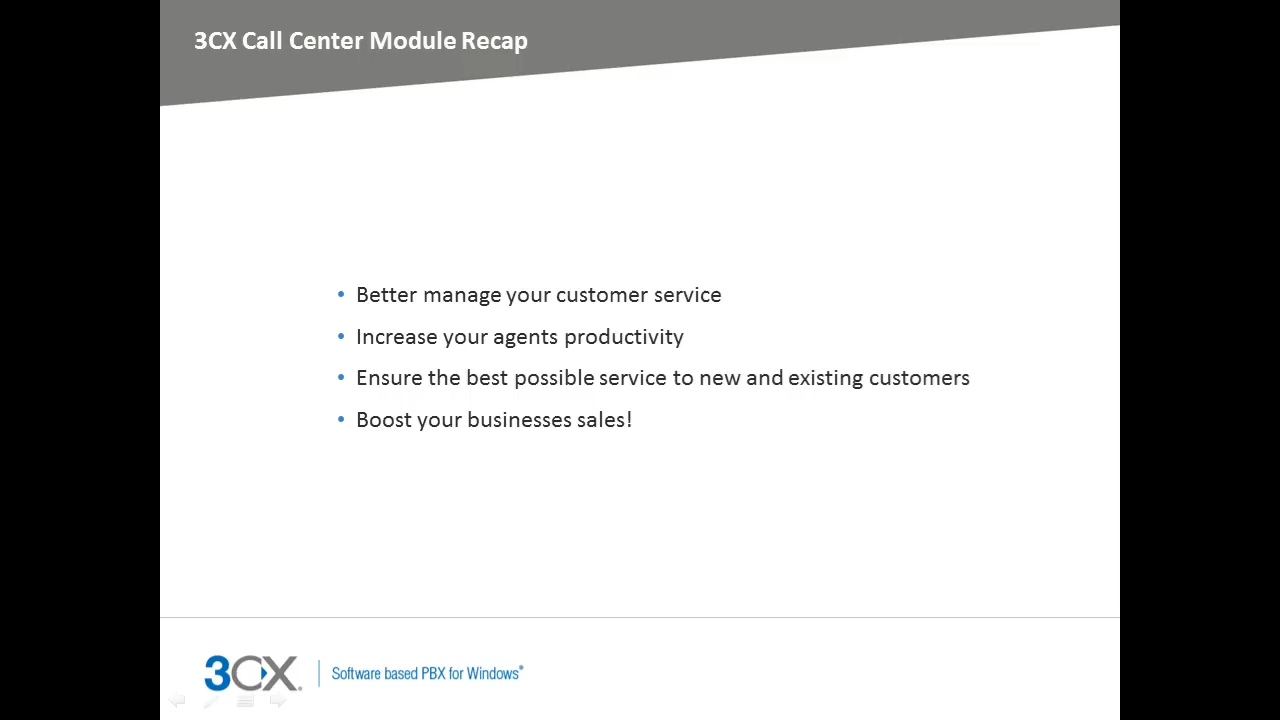 3CX Call Center Module Recap
• Better manage your customer service
• Increase your agents productivity
• Ensure the best possible service to new and existing customers
• Boost your businesses sales!
3CX® Software based PBX for Windows®